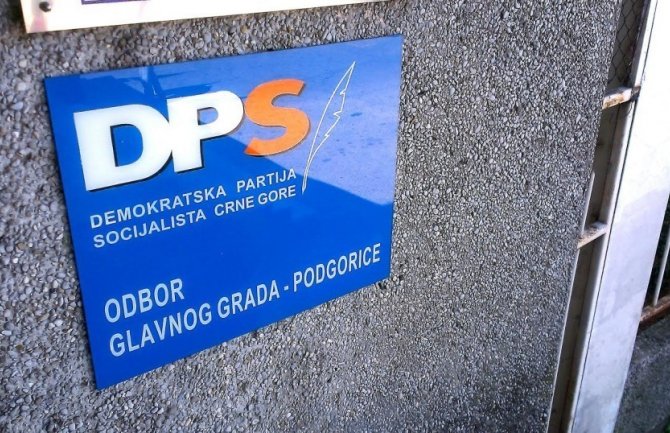 DPS
DEMOKRATSKA PARTIJA
SOCIJALISTA CRNE GORE
ODBOR
GLAVNOG GRADA - PODGORICE